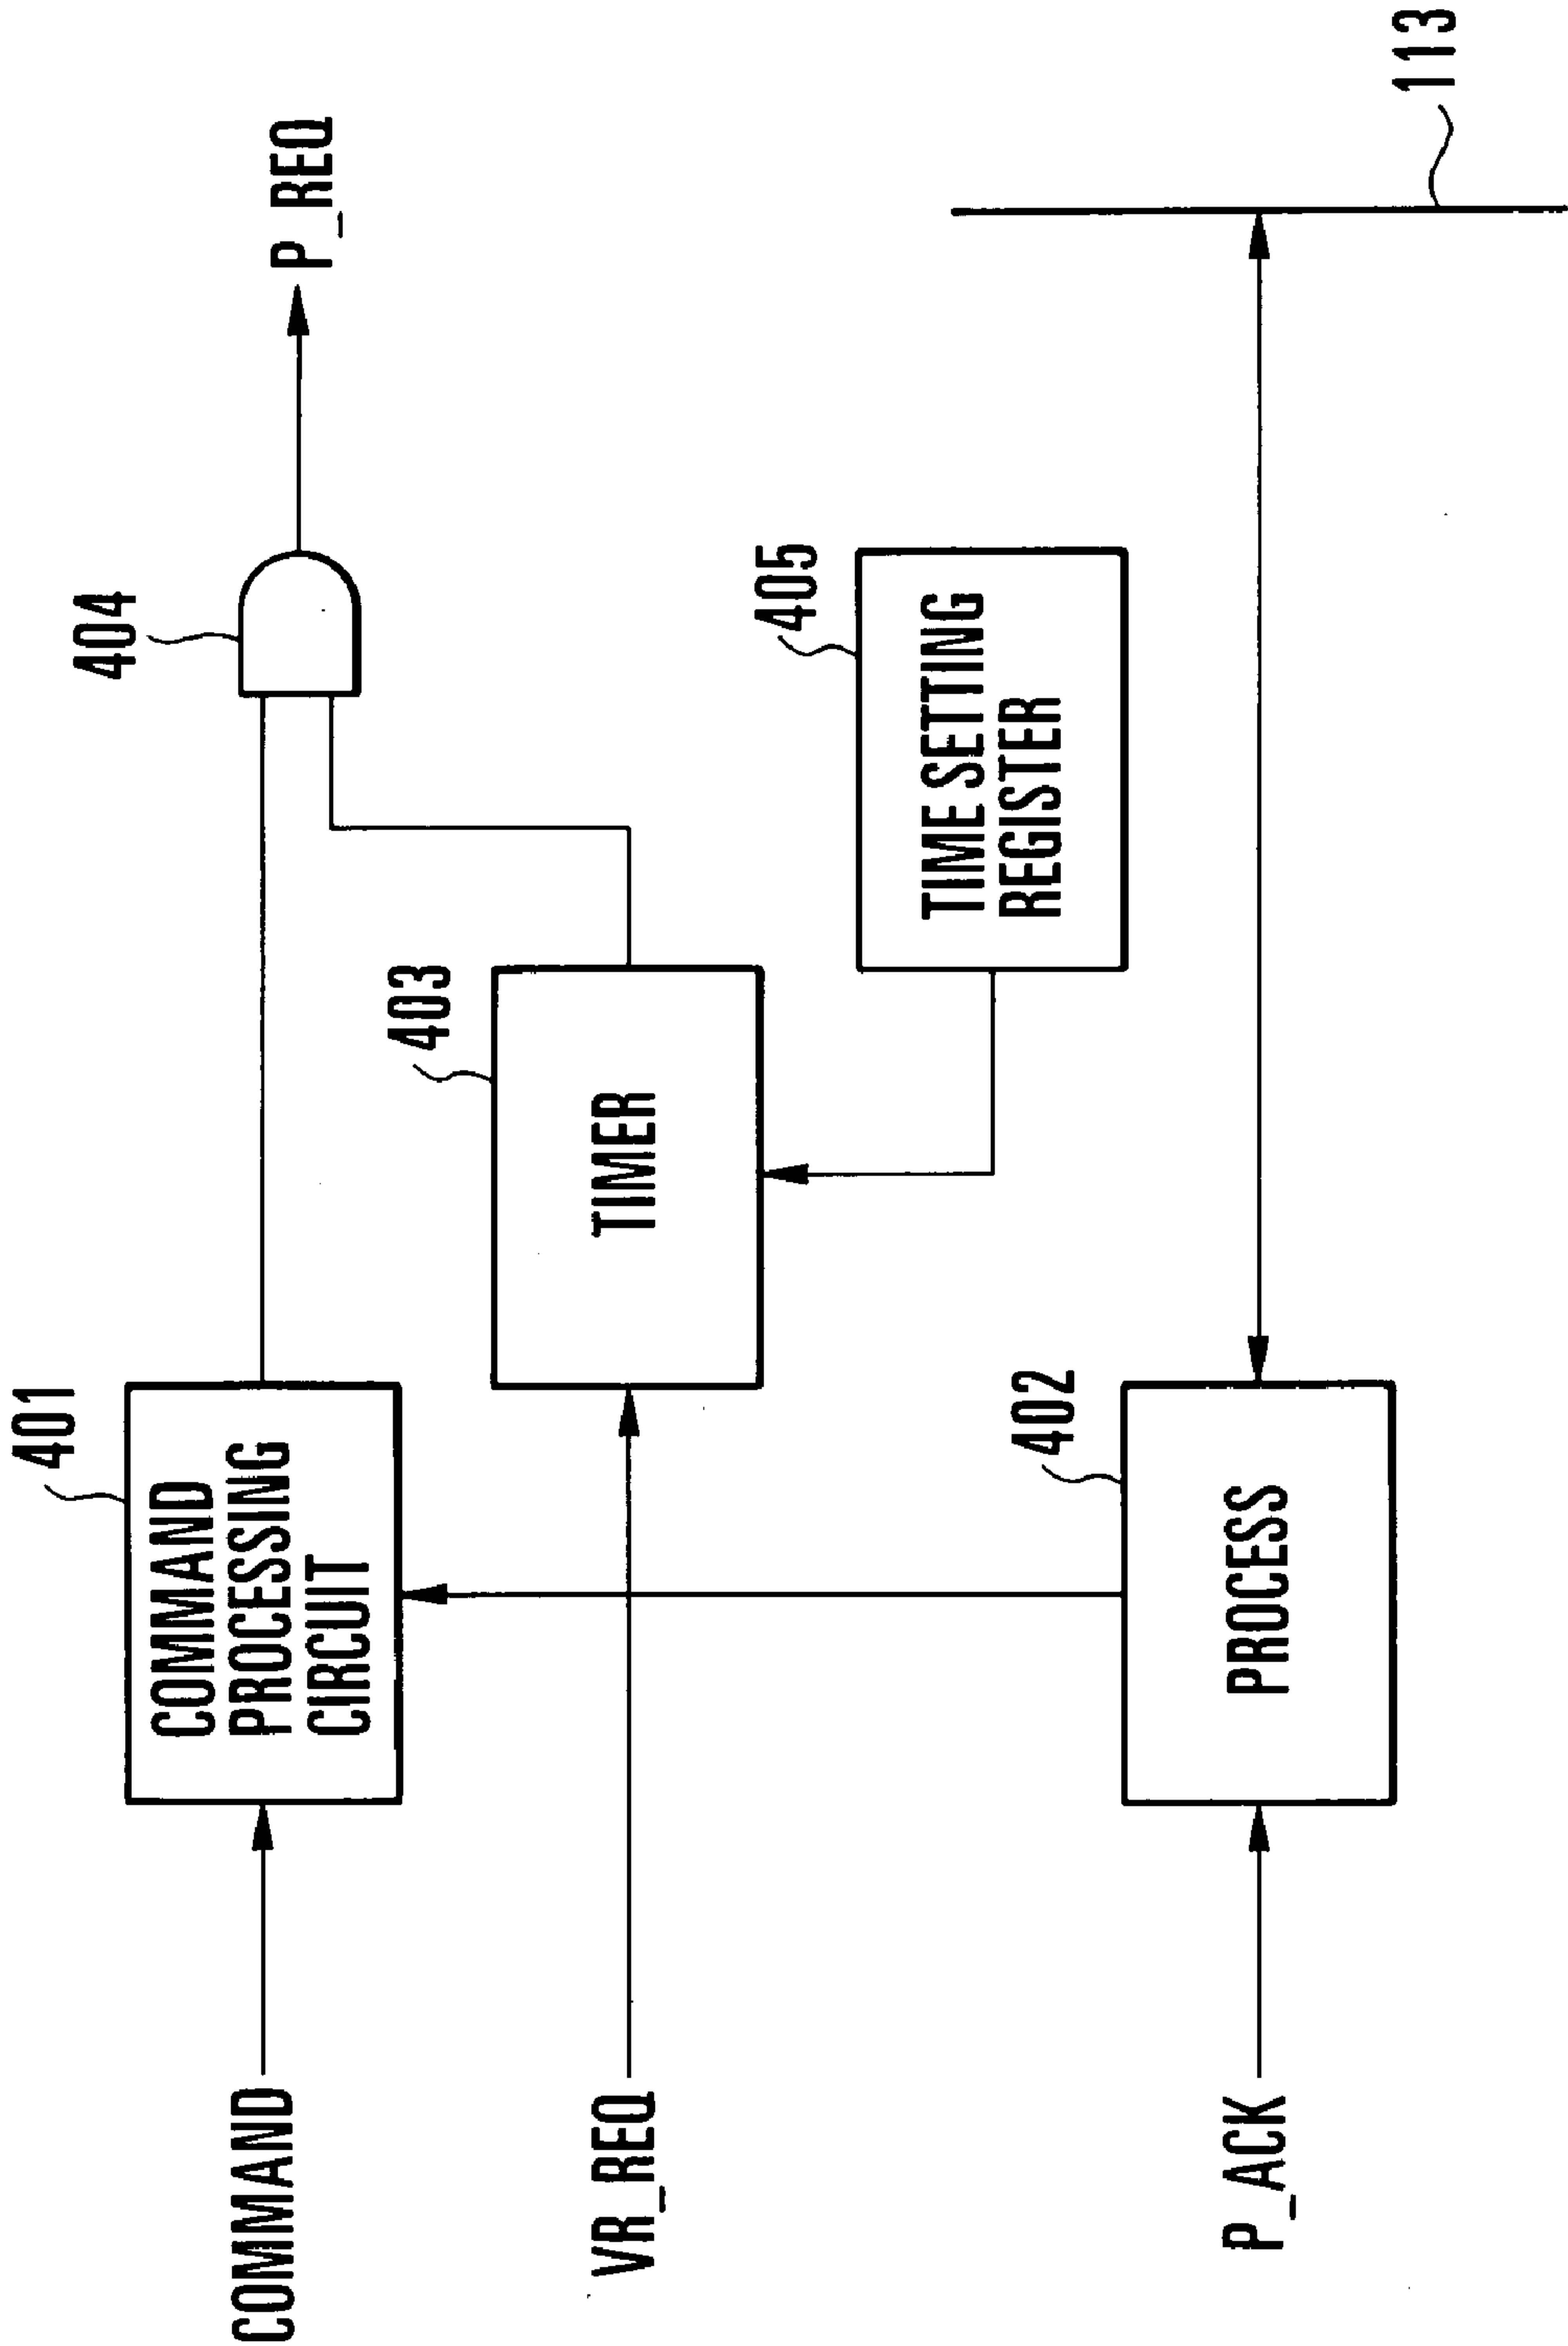 COMMAND
401
COMMAND
PROCESSING
CIRCUIT
404
P_REQ
VR_REQ
403
TIMER
405
TIME SETTING
REGISTER
P_ACK
402
PROCESS
113